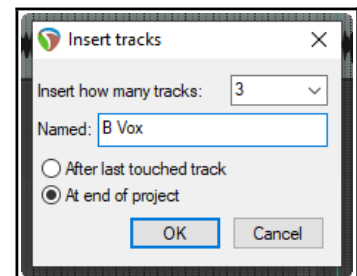 Insert tracks
Insert how many tracks: 3
Named: B Vox
After last touched track
At end of project
OK Cancel